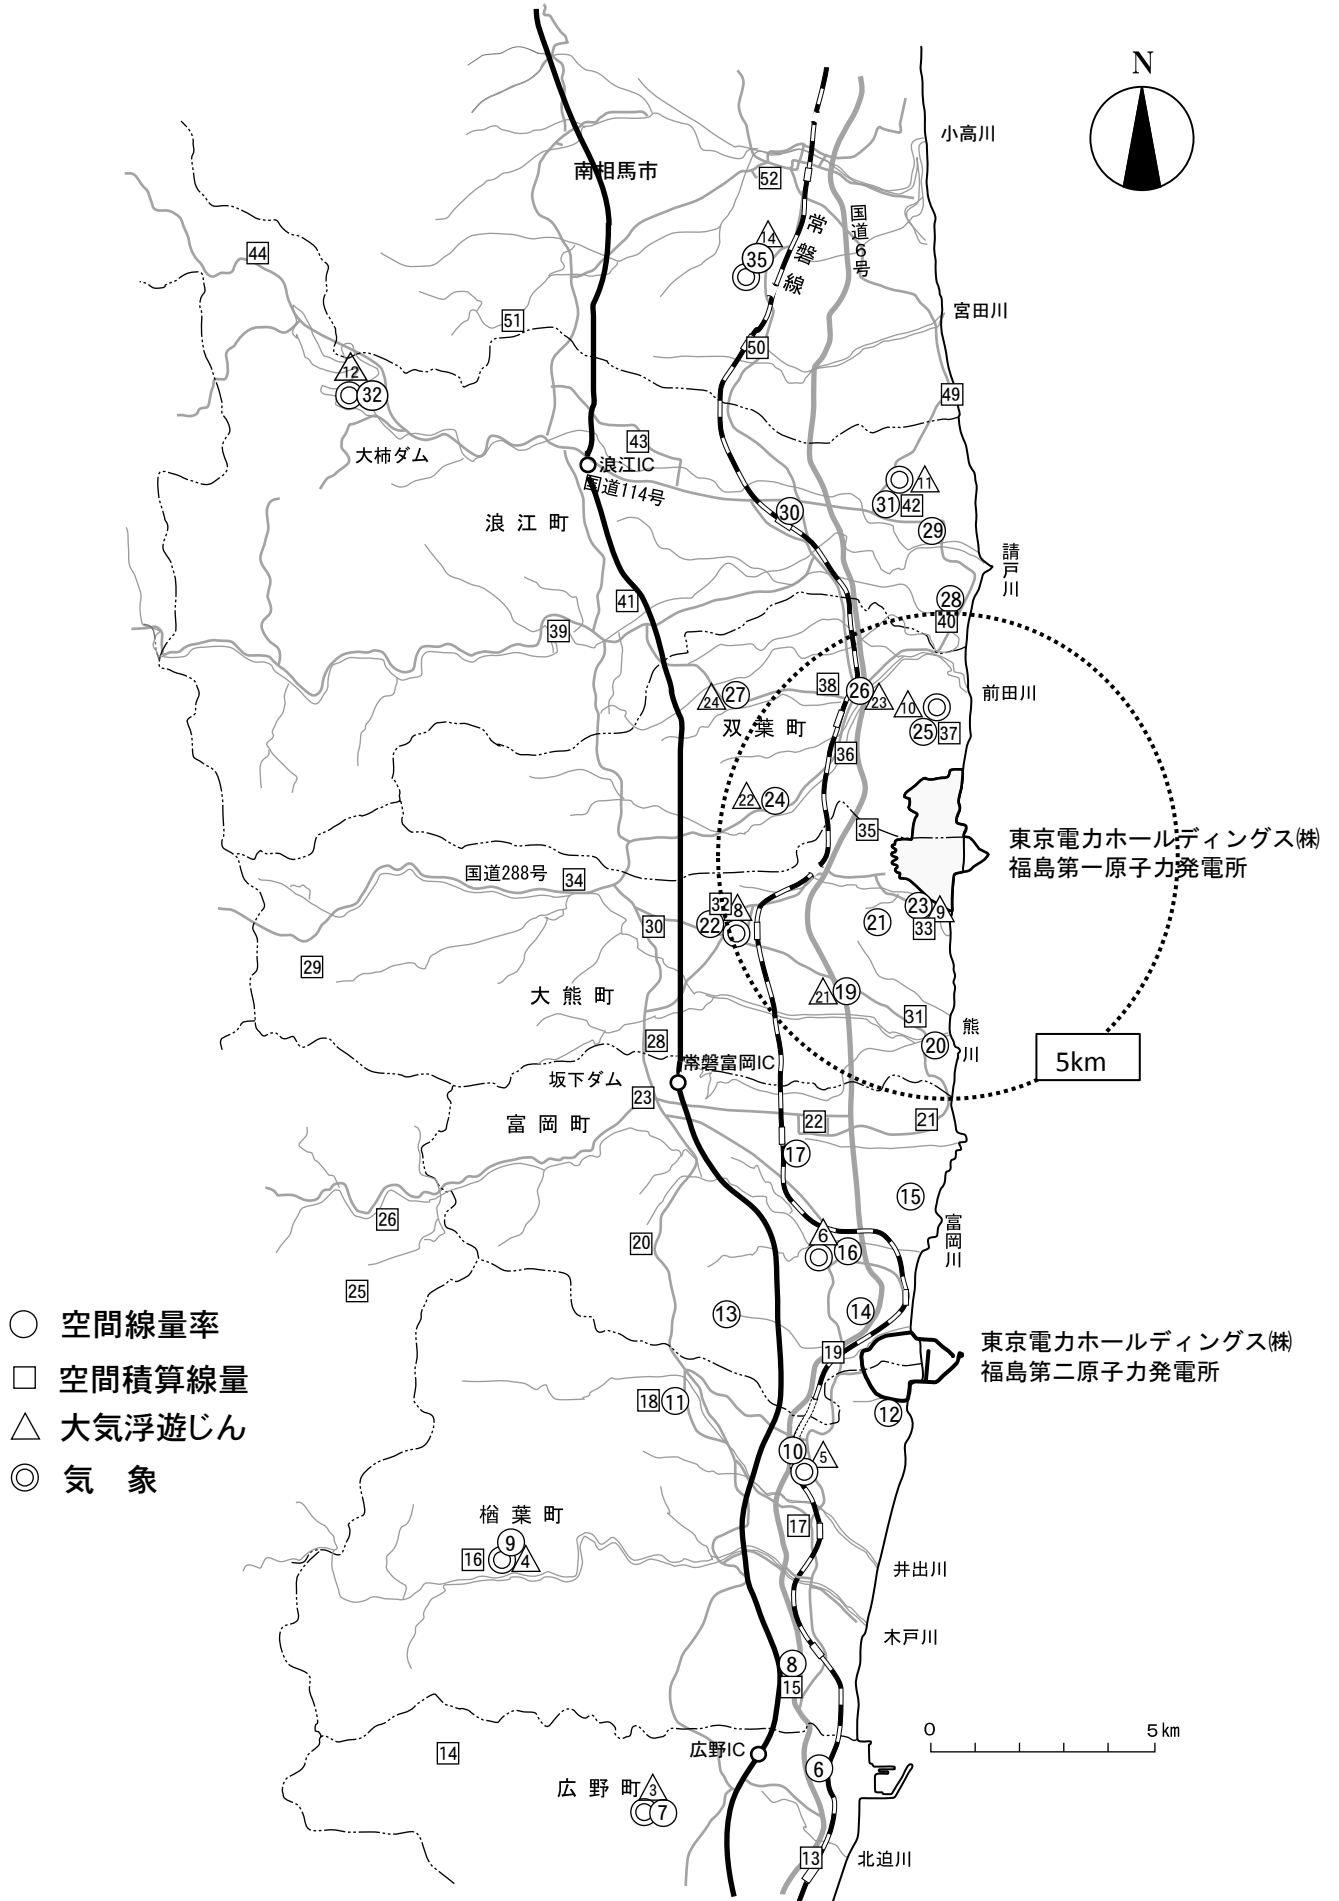 N
小高川
南相馬市
52
国道6号
常磐線
14
35
44
宮田川
51
50
12
32
49
43
大柿ダム
浪江IC
国道114号
11
31
42
30
29
浪江町
請戸川
28
41
40
39
38
26
23
10
前田川
24
27
双葉町
25
37
36
22
24
35
東京電力ホールディングス㈱
福島第一原子力発電所
国道288号
34
32
8
22
23
9
21
33
30
29
21
19
大熊町
31
熊川
20
28
常磐富岡IC
5km
坂下ダム
23
富岡町
22
21
17
15
26
富岡川
20
6
16
25
13
14
○ 空間線量率
19
東京電力ホールディングス㈱
福島第二原子力発電所
□ 空間積算線量
18
11
12
△ 大気浮遊じん
10
5
◎ 気 象
楢葉町
17
9
16
4
井出川
木戸川
8
15
0
5km
14
広野IC
6
広野町
3
7
13
北迫川